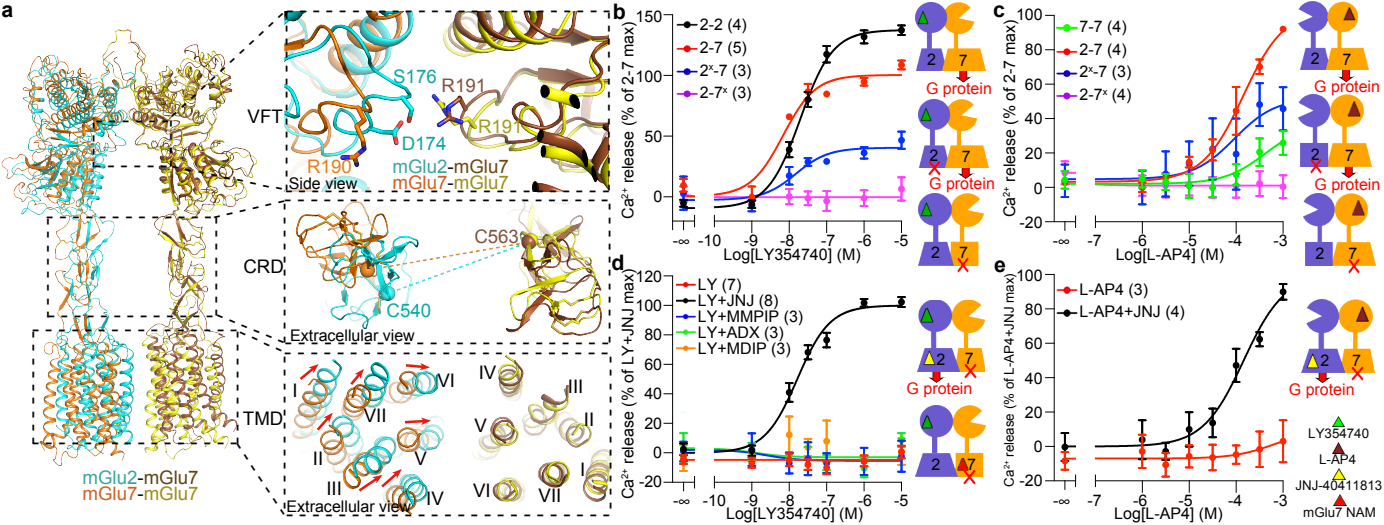 a
VFT
S176
D174
R190
R191
R191
mGlu2-mGlu7
mGlu7-mGlu7
Side view
CRD
C563
C540
Extracellular view
TMD
I
VII
VI
II
V
III
IV
IV
III
V
II
I
VI
VII
Extracellular view
mGlu2-mGlu7
mGlu7-mGlu7
b
Ca²⁺ release (% of 2-7 max)
150
100
50
0
2-2 (4)
2-7 (5)
2ˣ-7 (3)
2-7ˣ (3)
-∞ -10 -9 -8 -7 -6 -5
Log[LY354740] (M)
2 7
G protein
2 7
G protein
2 7
c
Ca²⁺ release (% of 2-7 max)
100
80
60
40
20
0
-20
7-7 (4)
2-7 (4)
2ˣ-7 (3)
2-7ˣ (4)
-∞ -7 -6 -5 -4 -3
Log[L-AP4] (M)
2 7
G protein
2 7
G protein
2 7
d
Ca²⁺ release (% of LY+JNJ max)
120
100
80
60
40
20
0
-20
LY (7)
LY+JNJ (8)
LY+MMPIP (3)
LY+ADX (3)
LY+MDIP (3)
-∞ -10 -9 -8 -7 -6 -5
Log[LY354740] (M)
2 7
G protein
2 7
e
Ca²⁺ release (% of L-AP4+JNJ max)
100
80
60
40
20
0
-20
L-AP4 (3)
L-AP4+JNJ (4)
-∞ -7 -6 -5 -4 -3
Log[L-AP4] (M)
2 7
G protein
LY354740
L-AP4
JNJ-40411813
mGlu7 NAM